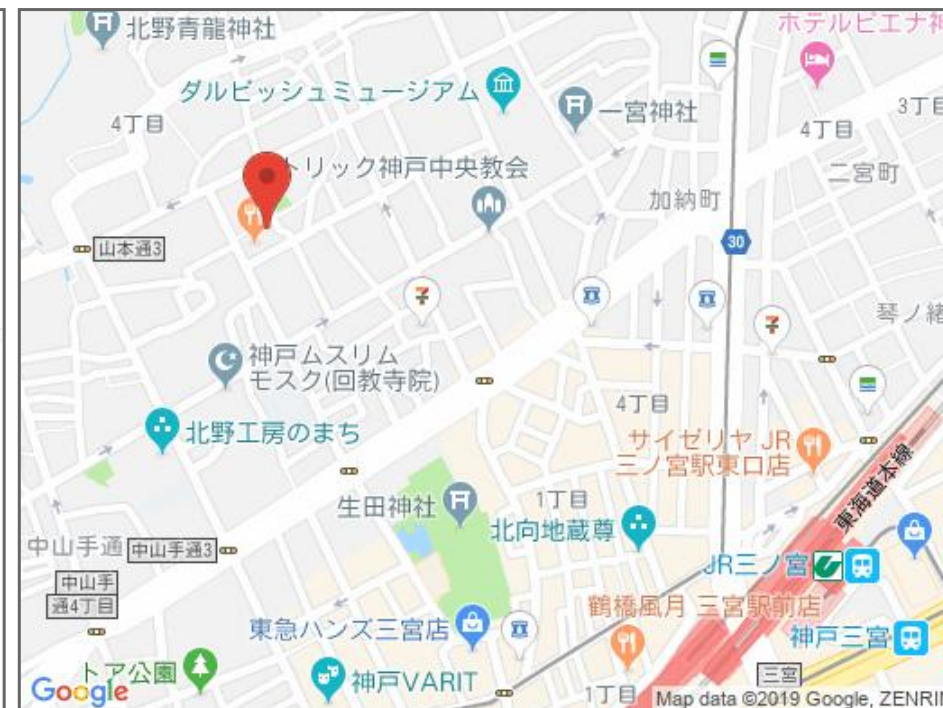 北野青龍神社
ホテルピエナ神
ダルビッシュミュージアム
一宮神社
3丁目
4丁目
4丁目
トリック神戸中央教会
二宮町
加納町
山本通3
30
琴ノ緒
神戸ムスリム
モスク(回教寺院)
4丁目
北野工房のまち
サイゼリヤ JR
三ノ宮駅東口店
東海道本線
生田神社
1丁目
北向地蔵尊
中山手通
中山手通3
JR三ノ宮
中山手
通4丁目
鶴橋風月 三宮駅前店
東急ハンズ三宮店
神戸三宮
トア公園
神戸VARIT
三宮
1丁目
Google
Map data ©2019 Google, ZENRI